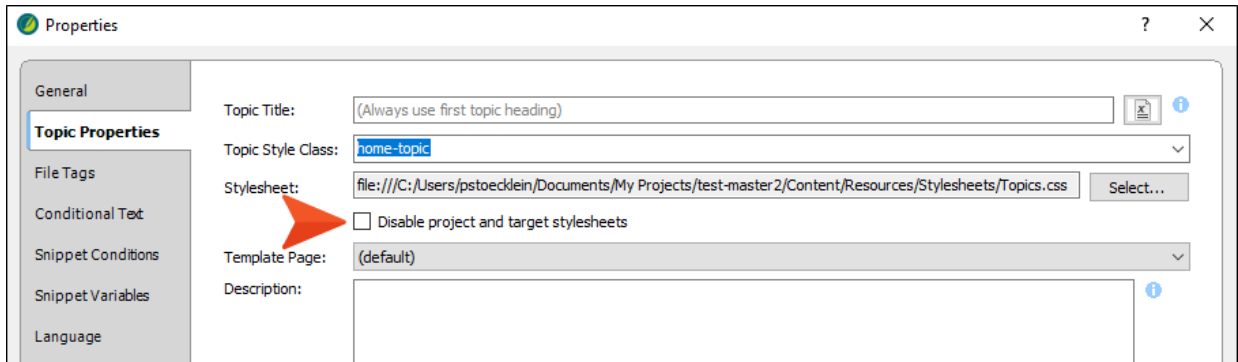 Properties
?
General
Topic Properties
File Tags
Conditional Text
Snippet Conditions
Snippet Variables
Language
Topic Title: (Always use first topic heading)
Topic Style Class: home-topic
Stylesheet: file:///C:/Users/pstoecklein/Documents/My Projects/test-master2/Content/Resources/Stylesheets/Topics.css Select...
Disable project and target stylesheets
Template Page: (default)
Description: